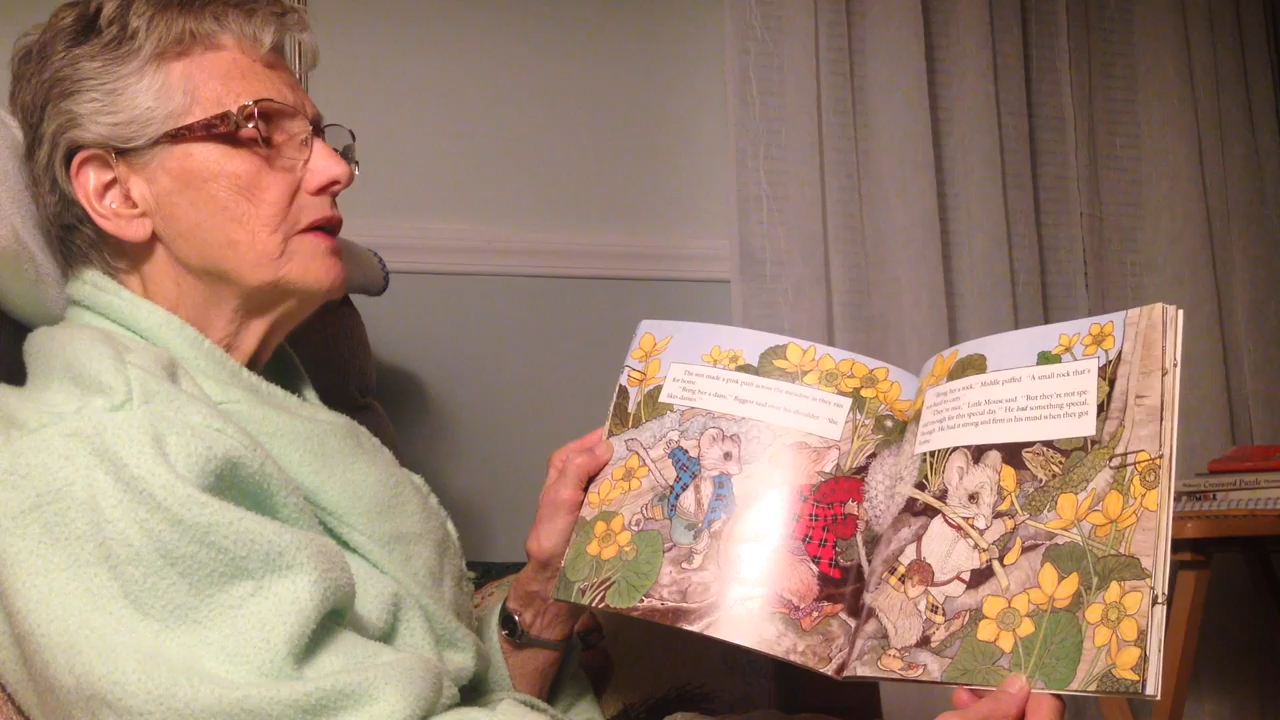 The sun made a pink path across the meadow as they ran
for home.
"Bring her a daisy," Biggest said over his shoulder. "She
likes daisies."
"Bring her a rock," Middle puffed. "A small rock that's
not hard to carry."
"They're nice," Little Mouse said. "But they're not spe-
cial enough for this special day." He had something special,
though. He had it strong and firm in his mind when they got
home.
Crossword Puzzle